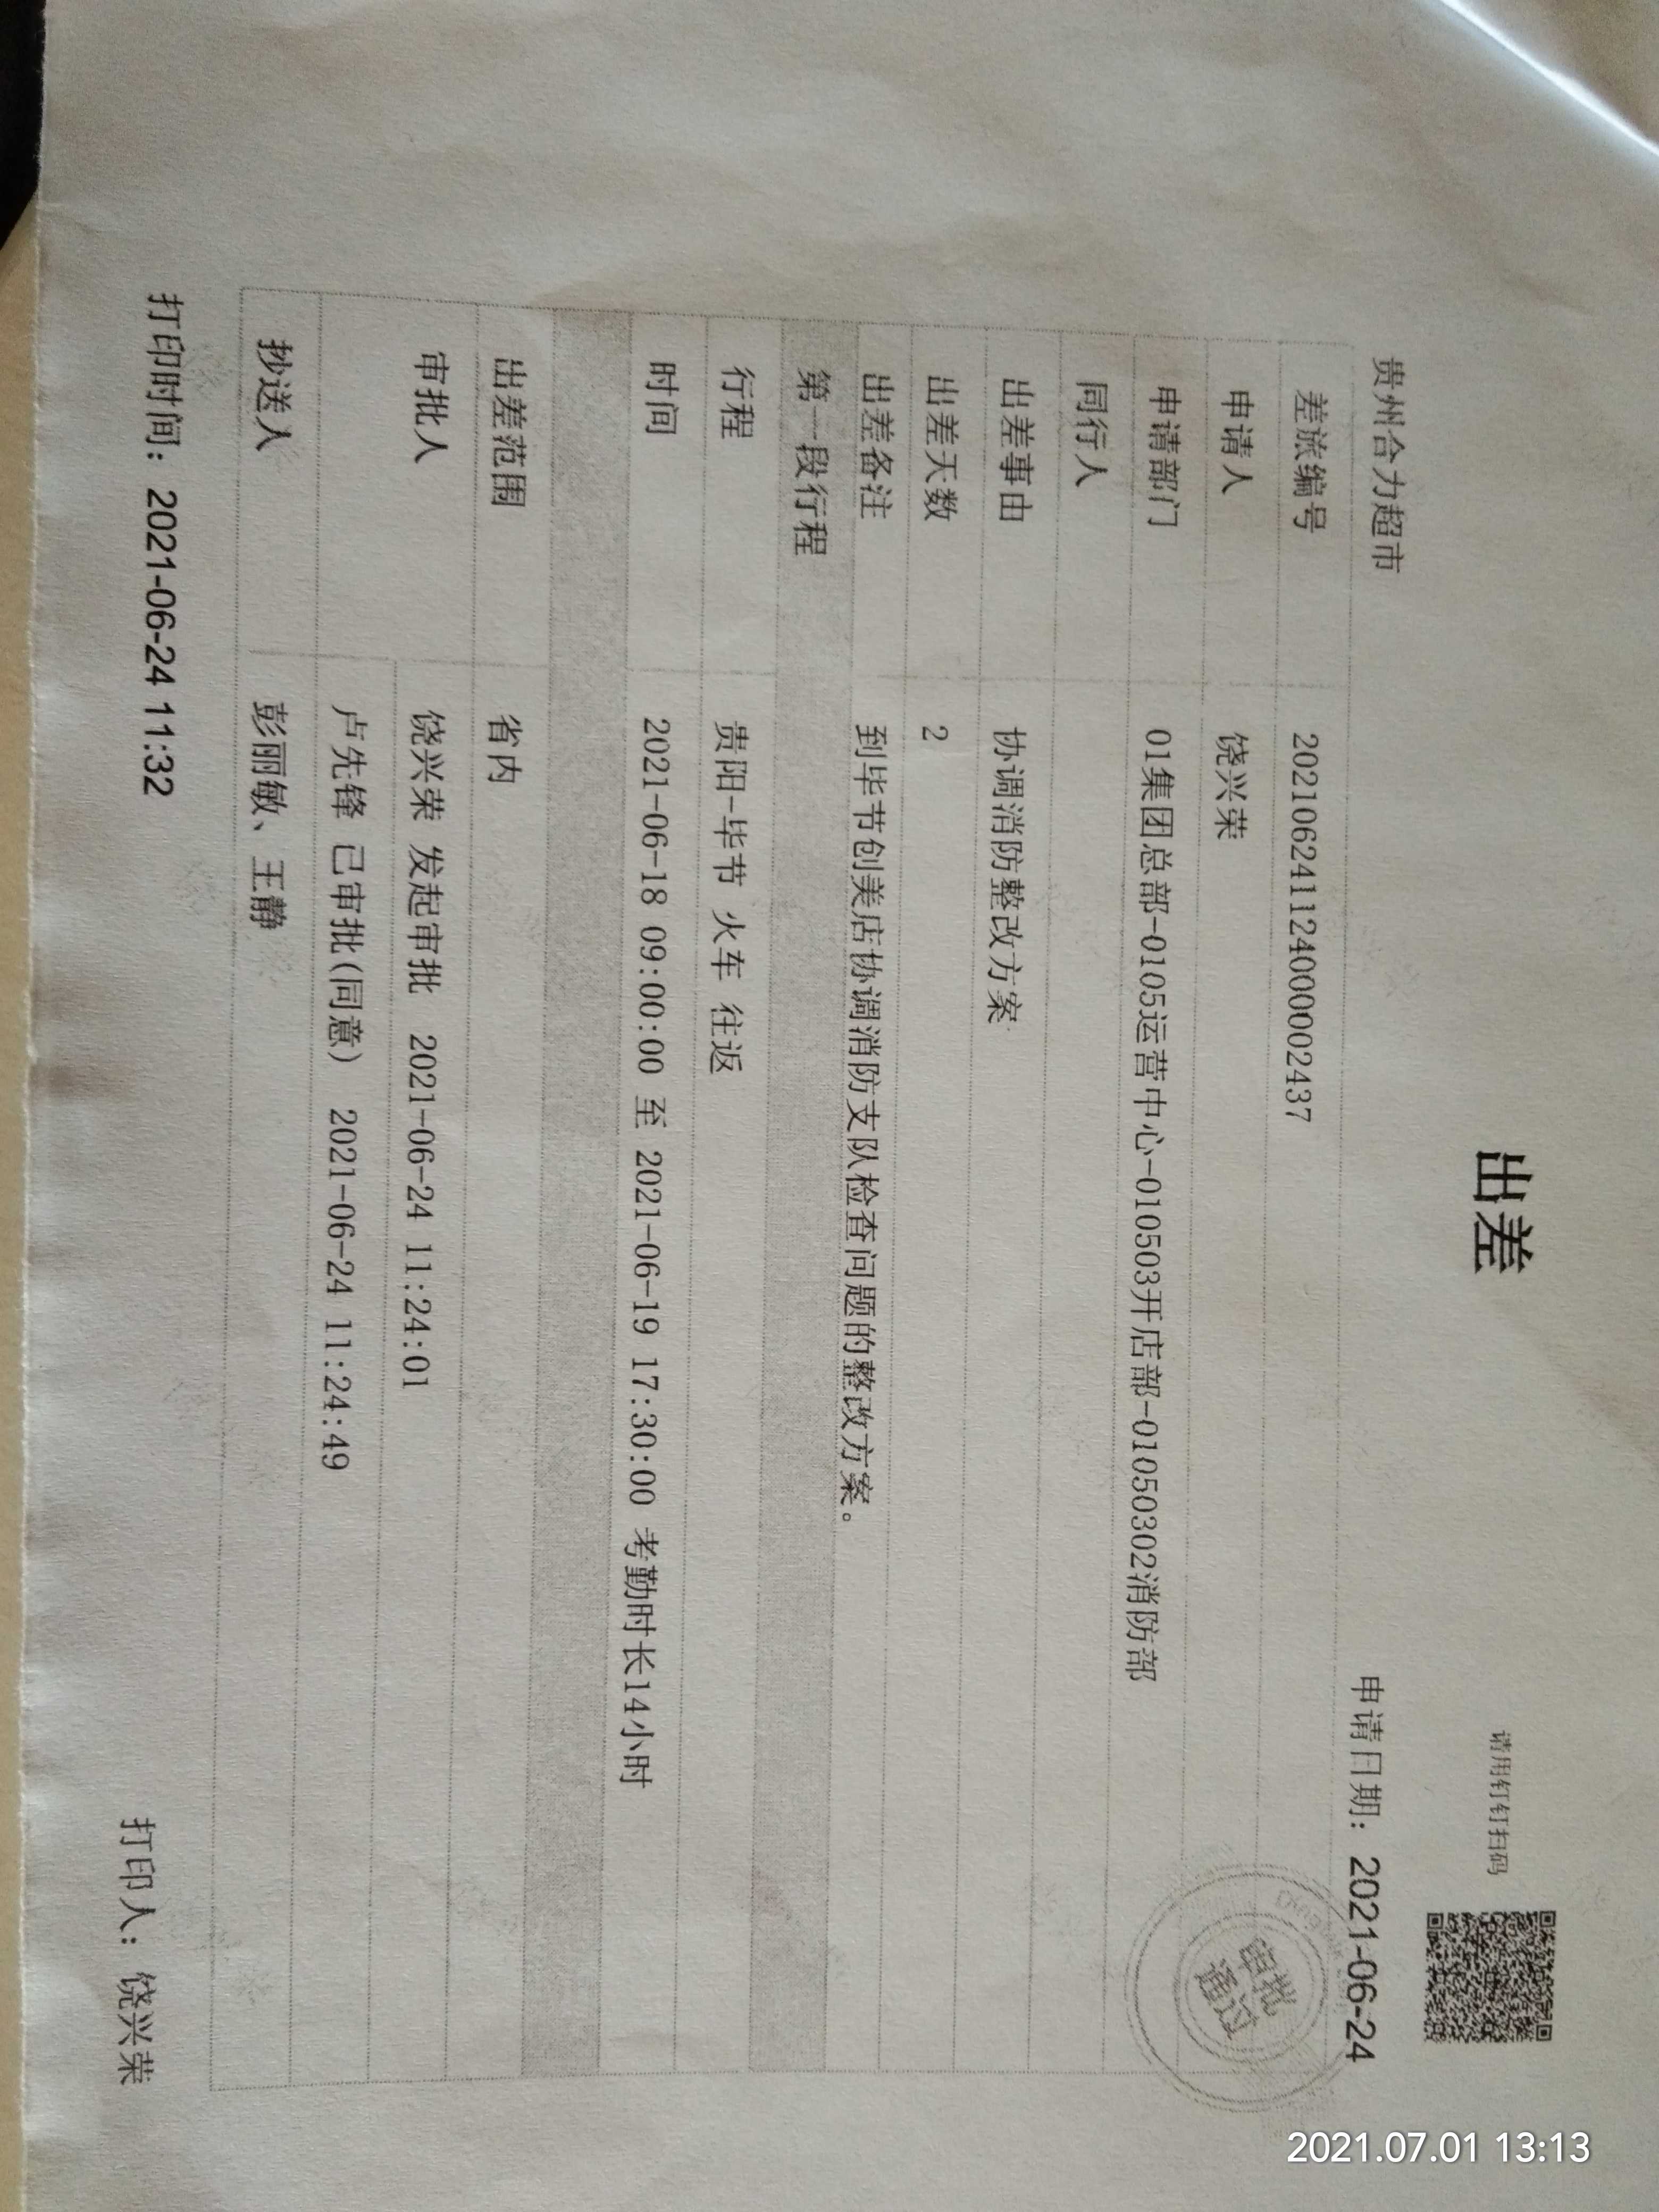 出差
请用钉钉扫码
贵州合力超市 申请日期：2021-06-24
差旅编号 202106241124000002437
申请人 饶兴荣
申请部门 01集团总部-0105运营中心-010503开店部-01050302消防部
同行人
出差事由 协调消防整改方案
出差天数 2
出差备注 到毕节创美店协调消防支队检查问题的整改方案。
第一段行程
行程 贵阳-毕节 火车 往返
时间 2021-06-18 09:00:00 至 2021-06-19 17:30:00 考勤时长14小时
出差范围 省内
审批人 饶兴荣 发起审批 2021-06-24 11:24:01
卢先锋 已审批(同意) 2021-06-24 11:24:49
抄送人 彭丽敏、王静
打印时间：2021-06-24 11:32 打印人：饶兴荣
审批
通过
2021.07.01 13:13